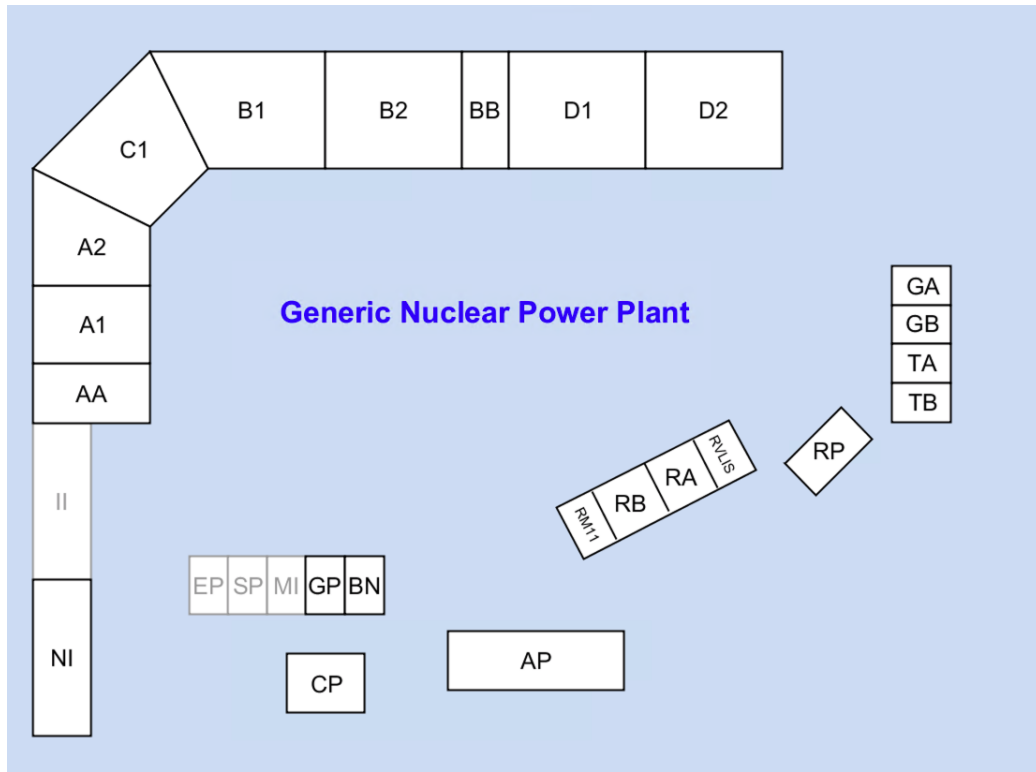 B1
B2
BB
D1
D2
C1
A2
GA
Generic Nuclear Power Plant
A1
GB
TA
AA
TB
RVLIS
RP
RA
II
RB
RM11
EP
SP
MI
GP
BN
NI
AP
CP